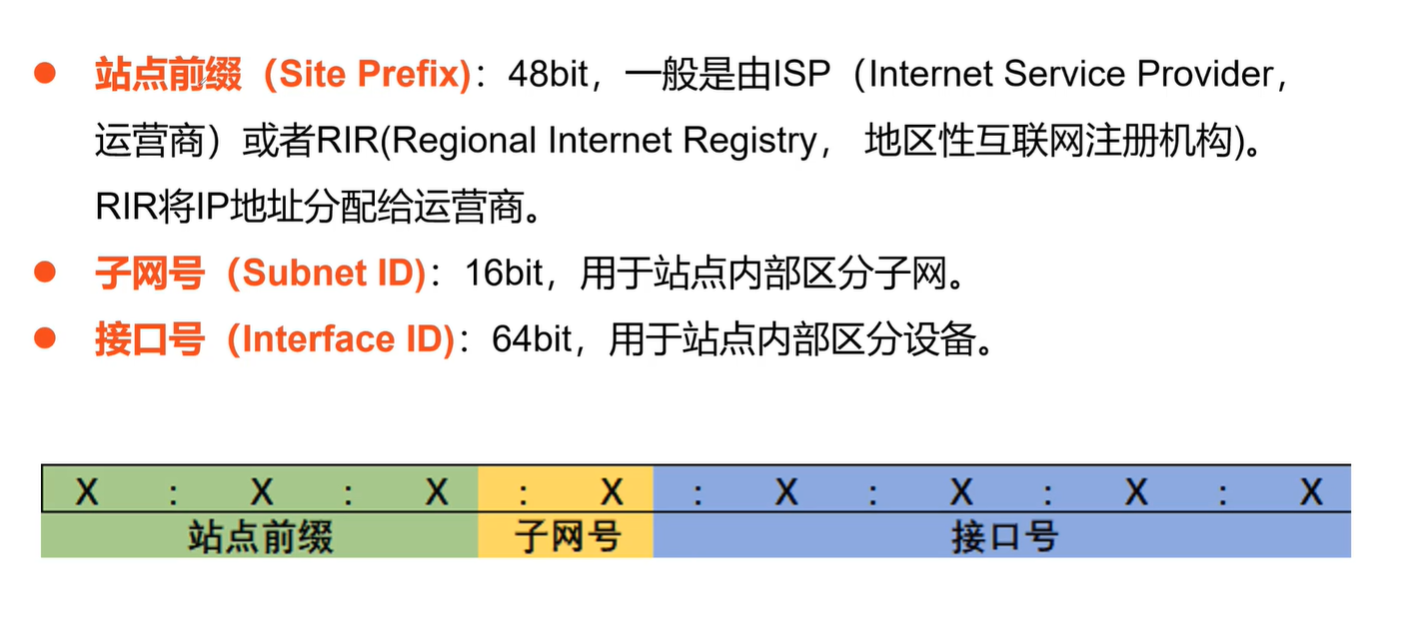 ● 站点前缀（Site Prefix)：48bit，一般是由ISP（Internet Service Provider，
运营商）或者RIR(Regional Internet Registry， 地区性互联网注册机构)。
RIR将IP地址分配给运营商。
● 子网号（Subnet ID)：16bit，用于站点内部区分子网。
● 接口号（Interface ID)：64bit，用于站点内部区分设备。
X : X : X : X : X : X : X : X
站点前缀 子网号 接口号